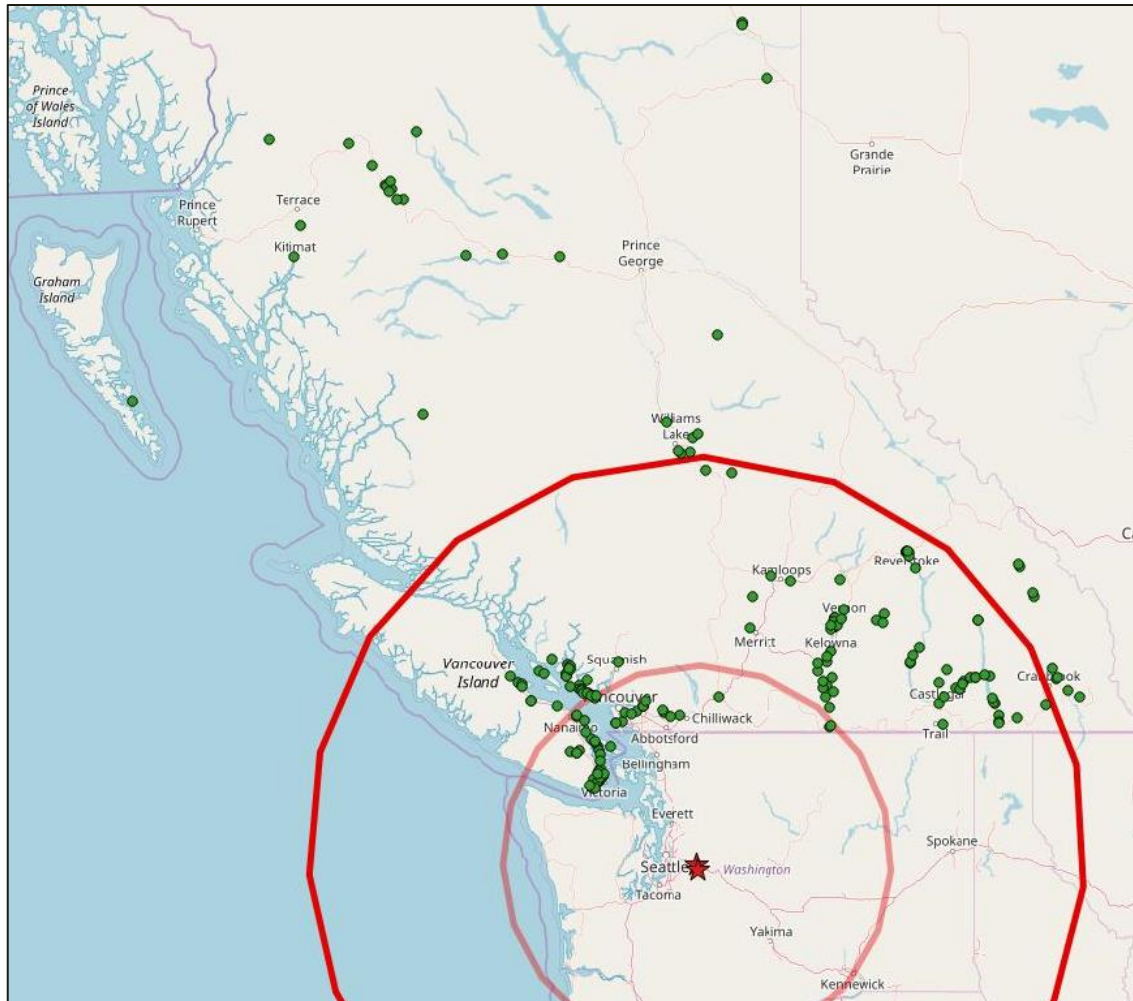 Prince
of Wales
Island
Grande
Prairie
Prince
Rupert
Terrace
Kitimat
Prince
George
Graham
Island
Williams
Lake
Kamloops
Vernon
Merritt
Kelowna
Squamish
Vancouver
Island
Nanaimo
Chilliwack
Abbotsford
Trail
Bellingham
Victoria
Everett
Spokane
Seattle
Washington
Tacoma
Yakima
Kennewick